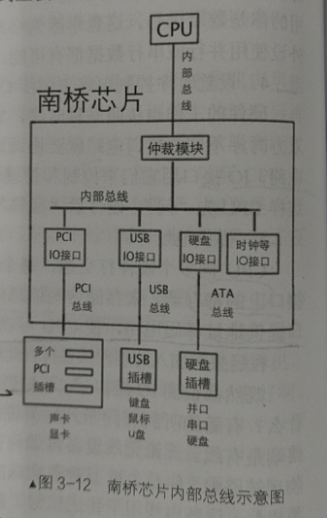 CPU
内部总线
南桥芯片
仲裁模块
内部总线
PCI
IO接口
USB
IO接口
硬盘
IO接口
时钟等
IO接口
PCI
总线
USB
总线
ATA
总线
多个
PCI
插槽
USB
插槽
硬盘
插槽
声卡
显卡
键盘
鼠标
U盘
并口
串口
硬盘
▲图3-12 南桥芯片内部总线示意图